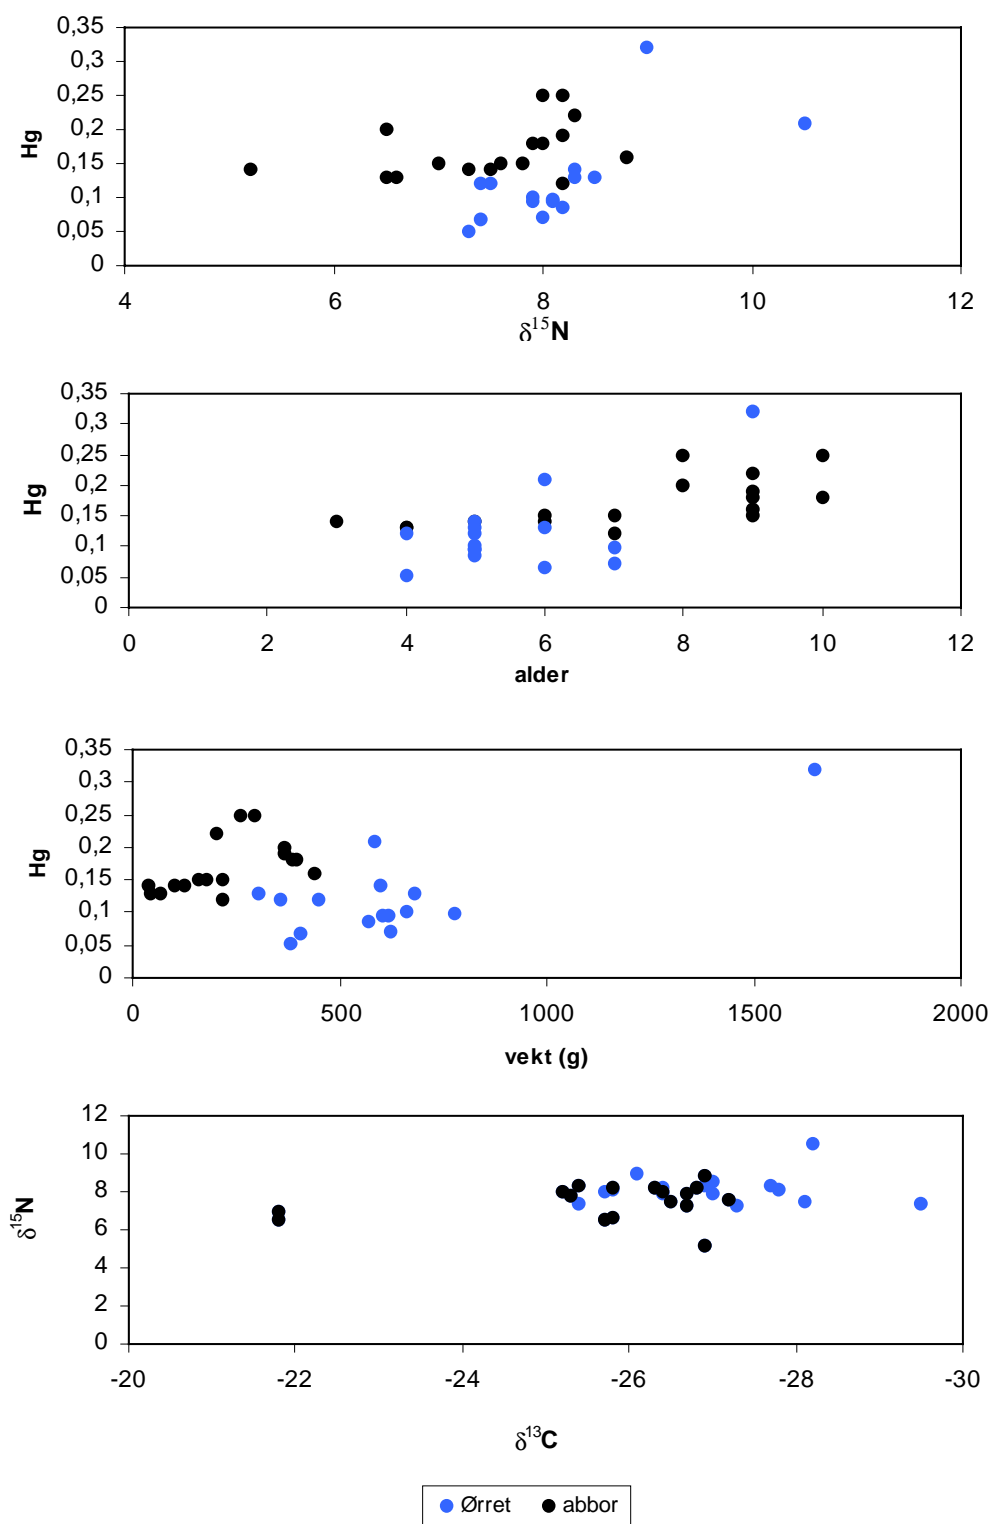 0,35
0,3
0,25
0,2
0,15
0,1
0,05
0
Hg
4 6 8 10 12
δ¹⁵N
0,35
0,3
0,25
0,2
0,15
0,1
0,05
0
Hg
0 2 4 6 8 10 12
alder
0,35
0,3
0,25
0,2
0,15
0,1
0,05
0
Hg
0 500 1000 1500 2000
vekt (g)
12
10
8
6
4
2
0
δ¹⁵N
-20 -22 -24 -26 -28 -30
δ¹³C
Ørret abbor